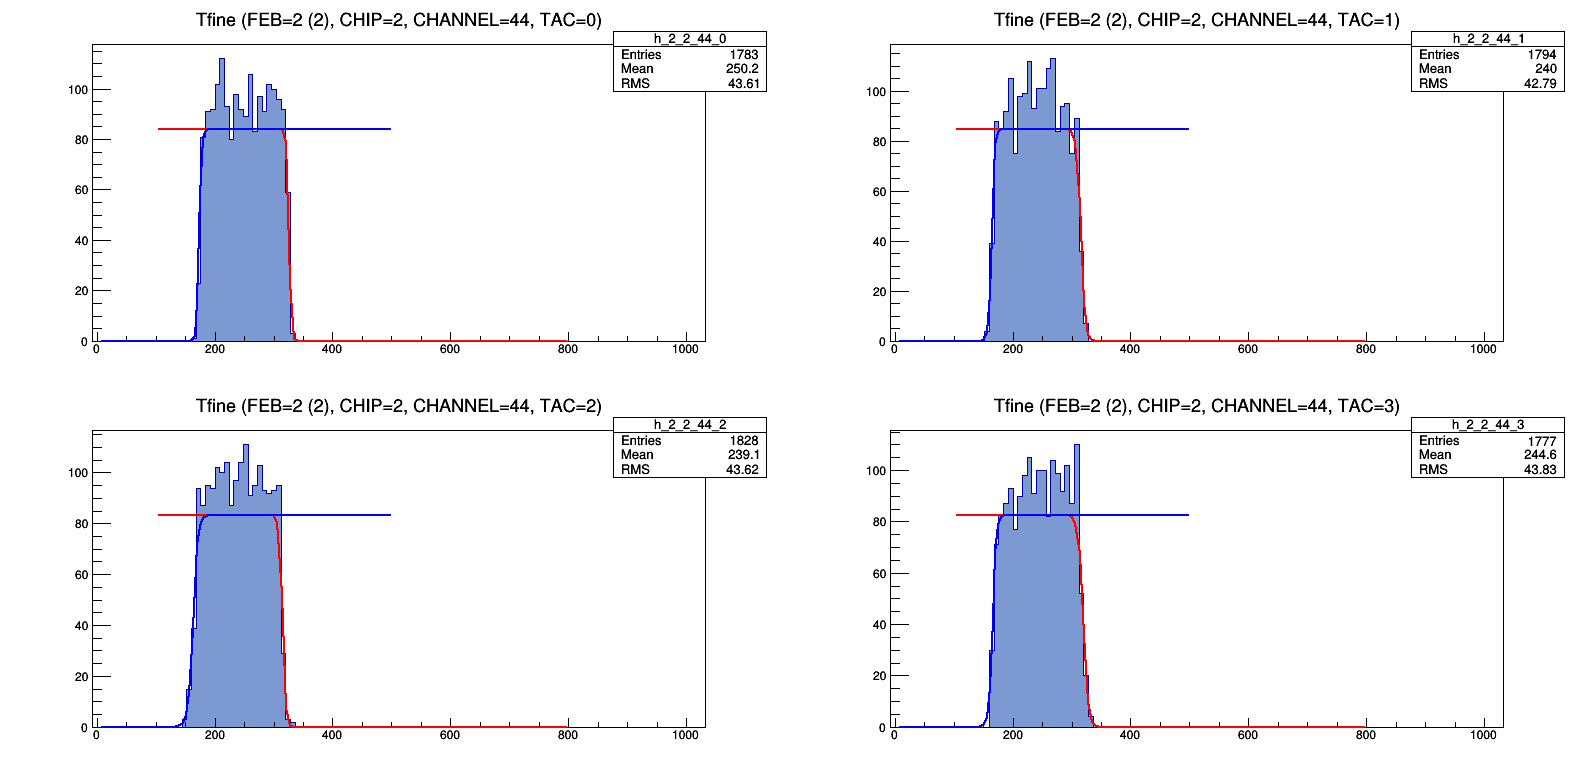 Tfine (FEB=2 (2), CHIP=2, CHANNEL=44, TAC=0)
h_2_2_44_0
Entries 1783
Mean 250.2
RMS 43.61
100
80
60
40
20
0
0 200 400 600 800 1000
Tfine (FEB=2 (2), CHIP=2, CHANNEL=44, TAC=1)
h_2_2_44_1
Entries 1794
Mean 240
RMS 42.79
100
80
60
40
20
0
0 200 400 600 800 1000
Tfine (FEB=2 (2), CHIP=2, CHANNEL=44, TAC=2)
h_2_2_44_2
Entries 1828
Mean 239.1
RMS 43.62
100
80
60
40
20
0
0 200 400 600 800 1000
Tfine (FEB=2 (2), CHIP=2, CHANNEL=44, TAC=3)
h_2_2_44_3
Entries 1777
Mean 244.6
RMS 43.83
100
80
60
40
20
0
0 200 400 600 800 1000